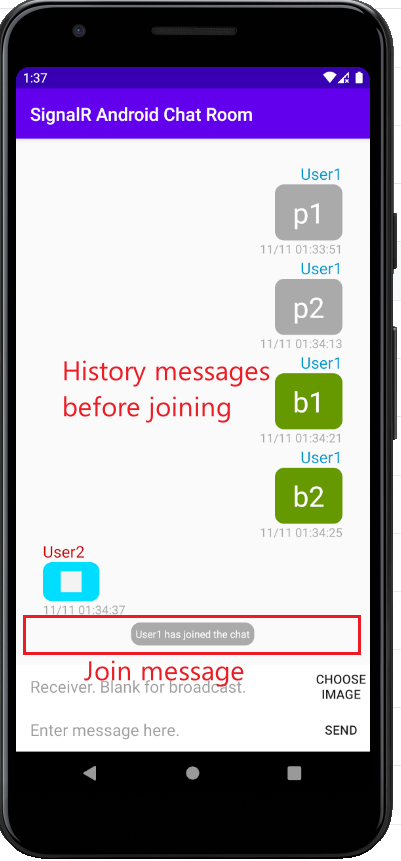 1:37
SignalR Android Chat Room
User1
p1
11/11 01:33:51
User1
p2
11/11 01:34:13
User1
History messages
before joining
b1
11/11 01:34:21
User1
b2
11/11 01:34:25
User2
11/11 01:34:37
User1 has joined the chat
Join message
Receiver. Blank for broadcast.
CHOOSE
IMAGE
Enter message here.
SEND